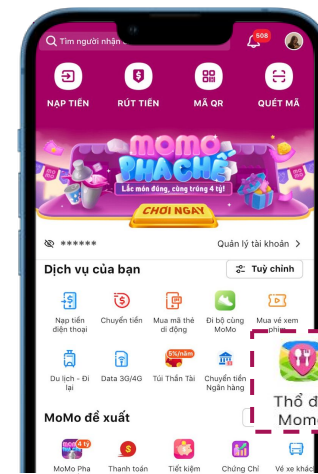 Tìm người nhận
508
NẠP TIỀN RÚT TIỀN MÃ QR QUÉT MÃ
momo
PHA CHẾ
Lắc món đúng, cùng trúng 4 tỷ!
CHƠI NGAY
****** Quản lý tài khoản
Dịch vụ của bạn Tuỳ chỉnh
Nạp tiền điện thoại
Chuyển tiền
Mua mã thẻ di động
Đi bộ cùng MoMo
Mua vé xem phim
5%/năm
Du lịch - Đi lại
Data 3G/4G
Túi Thần Tài
Chuyển tiền Ngân hàng
Thổ
MoMo đề xuất
4 tỷ
MoMo Pha Thanh toán Tiết kiệm Chứng Chỉ Vé xe khác